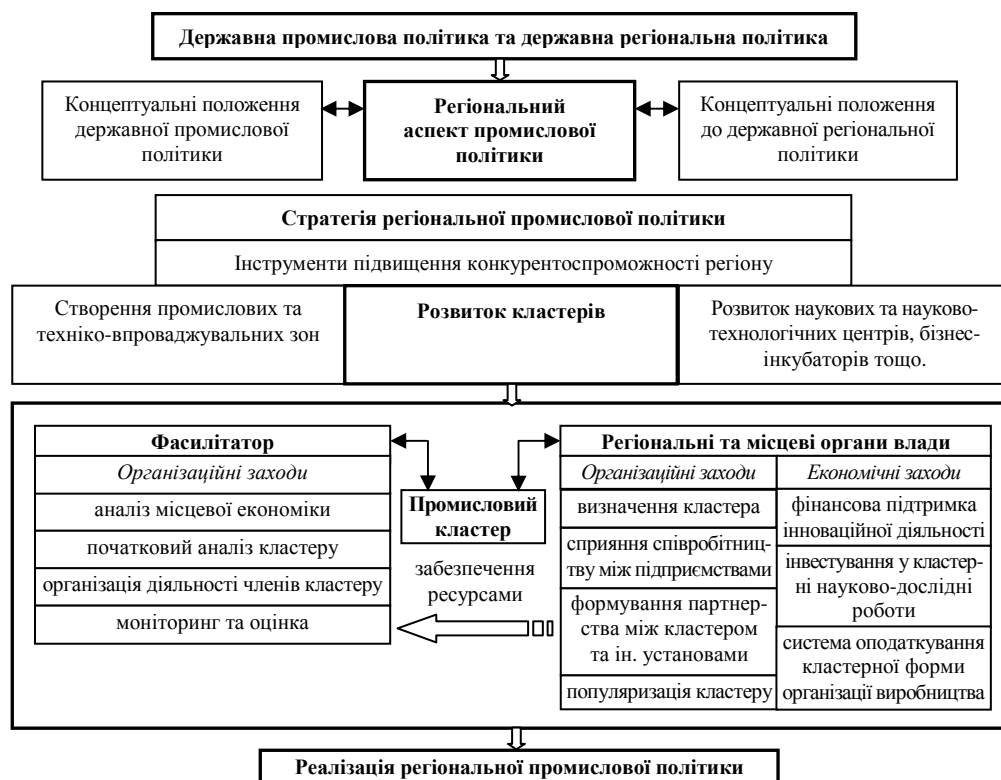 Державна промислова політика та державна регіональна політика
Концептуальні положення
державної промислової
політики
Регіональний
аспект промислової
політики
Концептуальні положення
до державної регіональної
політики
Стратегія регіональної промислової політики
Інструменти підвищення конкурентоспроможності регіону
Створення промислових та
техніко-впроваджувальних зон
Розвиток кластерів
Розвиток наукових та науково-
технологічних центрів, бізнес-
інкубаторів тощо.
Фасилітатор
Організаційні заходи
аналіз місцевої економіки
початковий аналіз кластеру
організація діяльності членів кластеру
моніторинг та оцінка
Промисловий
кластер
забезпечення
ресурсами
Регіональні та місцеві органи влади
Організаційні заходи
визначення кластера
сприяння співробітниц-
тву між підприємствами
формування партнер-
ства між кластером
та ін. установами
популяризація кластеру
Економічні заходи
фінансова підтримка
інноваційної діяльності
інвестування у кластер-
ні науково-дослідні
роботи
система оподаткування
кластерної форми
організації виробництва
Реалізація регіональної промислової політики